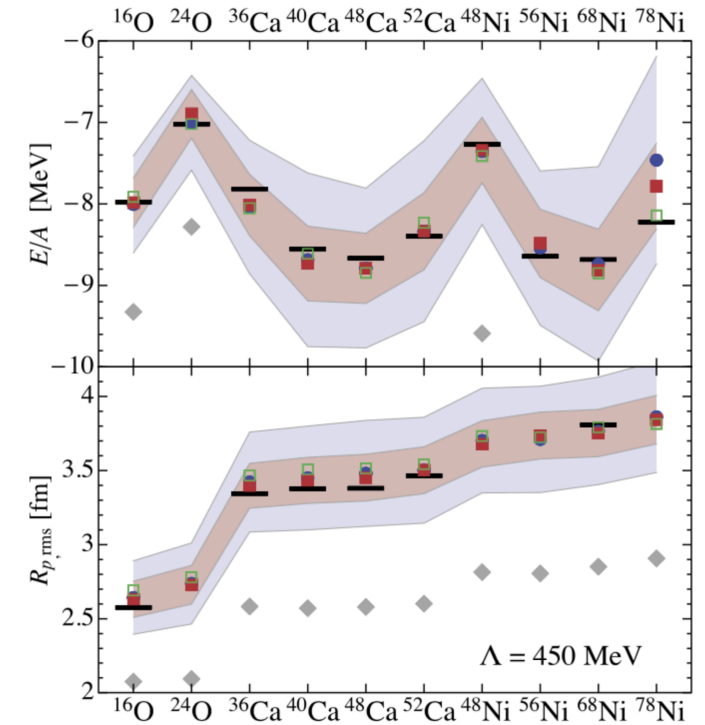 ¹⁶O ²⁴O ³⁶Ca ⁴⁰Ca ⁴⁸Ca ⁵²Ca ⁴⁸Ni ⁵⁶Ni ⁶⁸Ni ⁷⁸Ni
−6
−7
−8
−9
−10
E/A [MeV]
4
3.5
3
2.5
2
R_{p,rms} [fm]
Λ = 450 MeV
¹⁶O ²⁴O ³⁶Ca ⁴⁰Ca ⁴⁸Ca ⁵²Ca ⁴⁸Ni ⁵⁶Ni ⁶⁸Ni ⁷⁸Ni